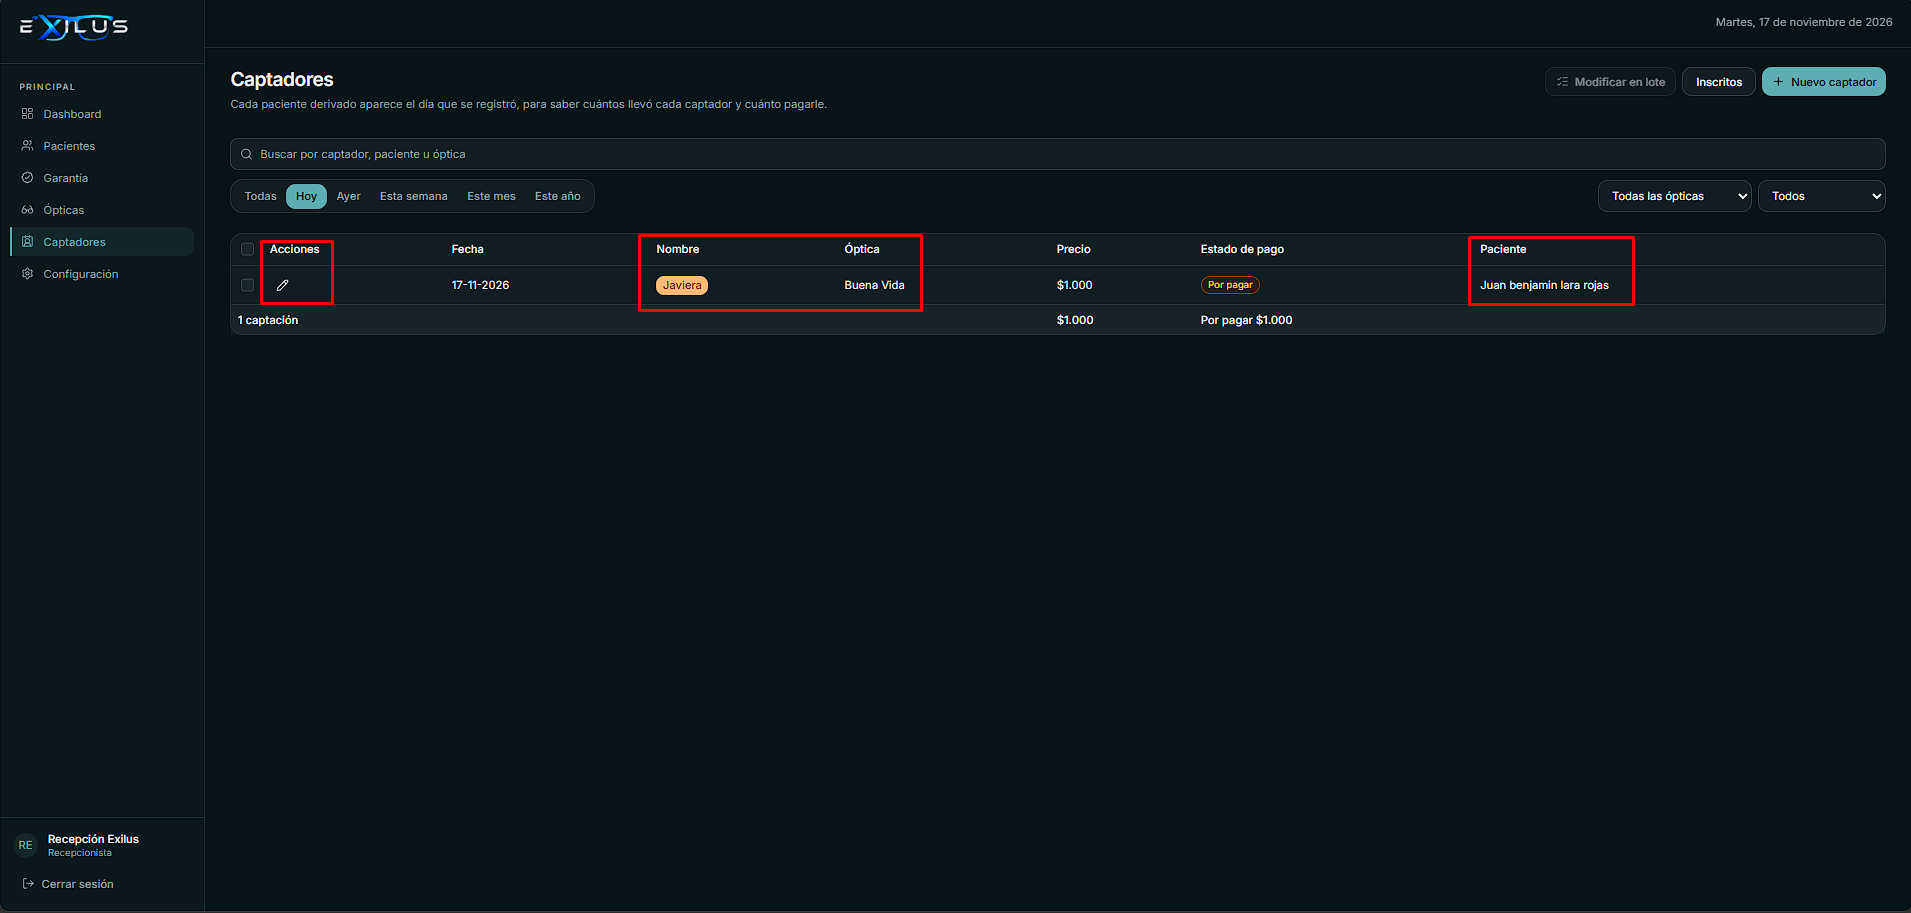 EXILUS
Martes, 17 de noviembre de 2026
PRINCIPAL
Dashboard
Pacientes
Garantía
Ópticas
Captadores
Configuración
Captadores
Cada paciente derivado aparece el día que se registró, para saber cuántos llevó cada captador y cuánto pagarle.
Modificar en lote
Inscritos
+ Nuevo captador
Buscar por captador, paciente u óptica
Todas Hoy Ayer Esta semana Este mes Este año
Todas las ópticas
Todos
Acciones Fecha Nombre Óptica Precio Estado de pago Paciente
17-11-2026 Javiera Buena Vida $1.000 Por pagar Juan benjamin lara rojas
1 captación $1.000 Por pagar $1.000
RE
Recepción Exilus
Recepcionista
Cerrar sesión